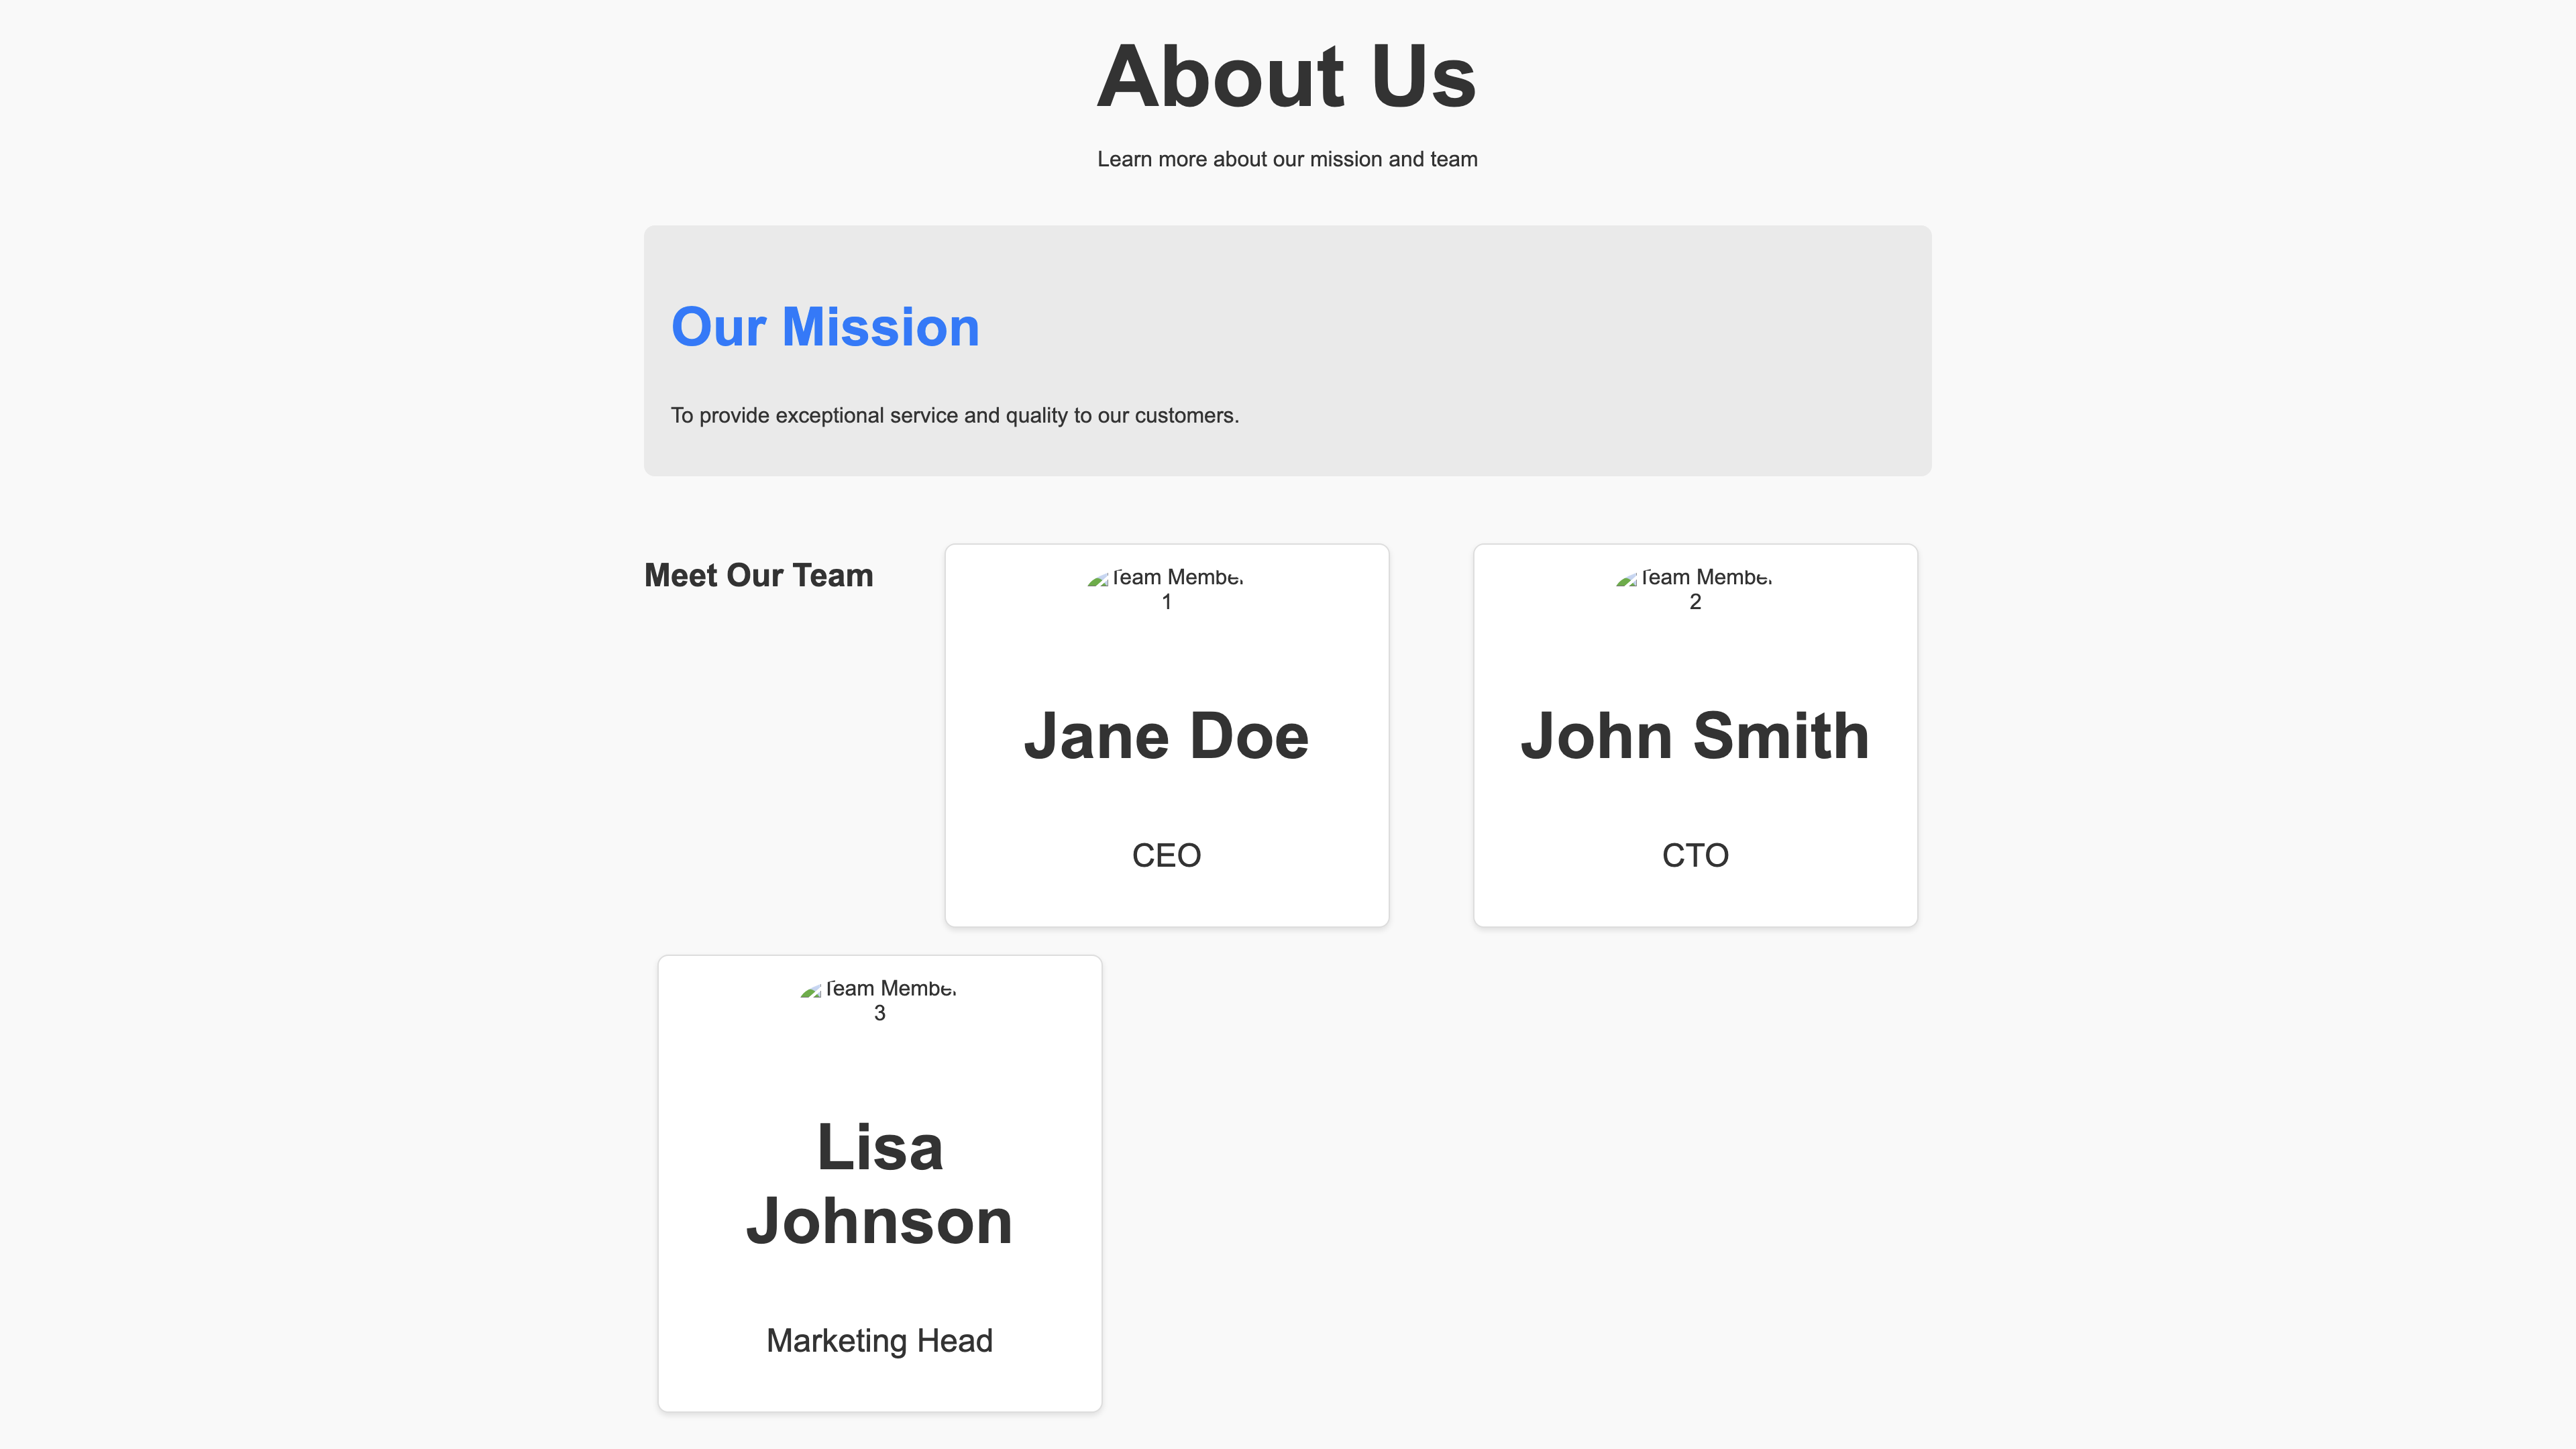 About Us
Learn more about our mission and team
Our Mission
To provide exceptional service and quality to our customers.
Meet Our Team
Team Member
1
Jane Doe
CEO
Team Member
2
John Smith
CTO
Team Member
3
Lisa
Johnson
Marketing Head